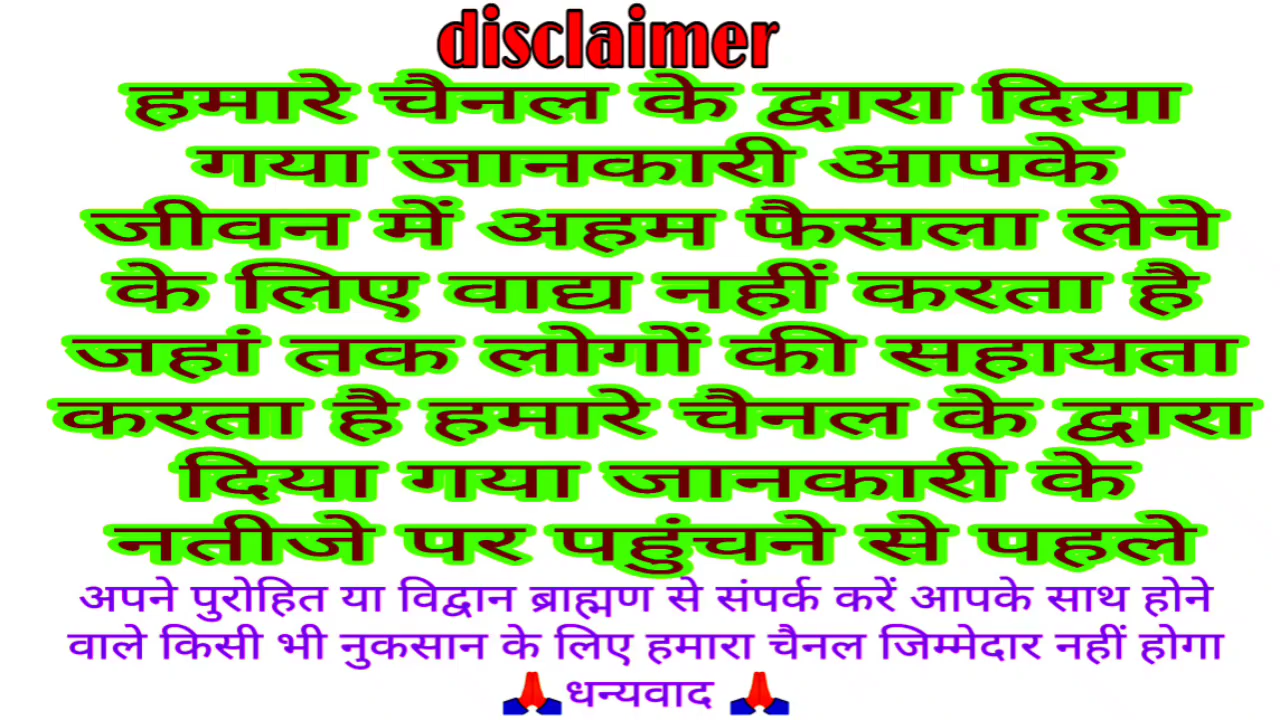 disclaimer
हमारे चैनल के द्वारा दिया
गया जानकारी आपके
जीवन में अहम फैसला लेने
के लिए वाद्य नहीं करता है
जहां तक लोगों की सहायता
करता है हमारे चैनल के द्वारा
दिया गया जानकारी के
नतीजे पर पहुंचने से पहले
अपने पुरोहित या विद्वान ब्राह्मण से संपर्क करें आपके साथ होने
वाले किसी भी नुकसान के लिए हमारा चैनल जिम्मेदार नहीं होगा
🙏धन्यवाद 🙏